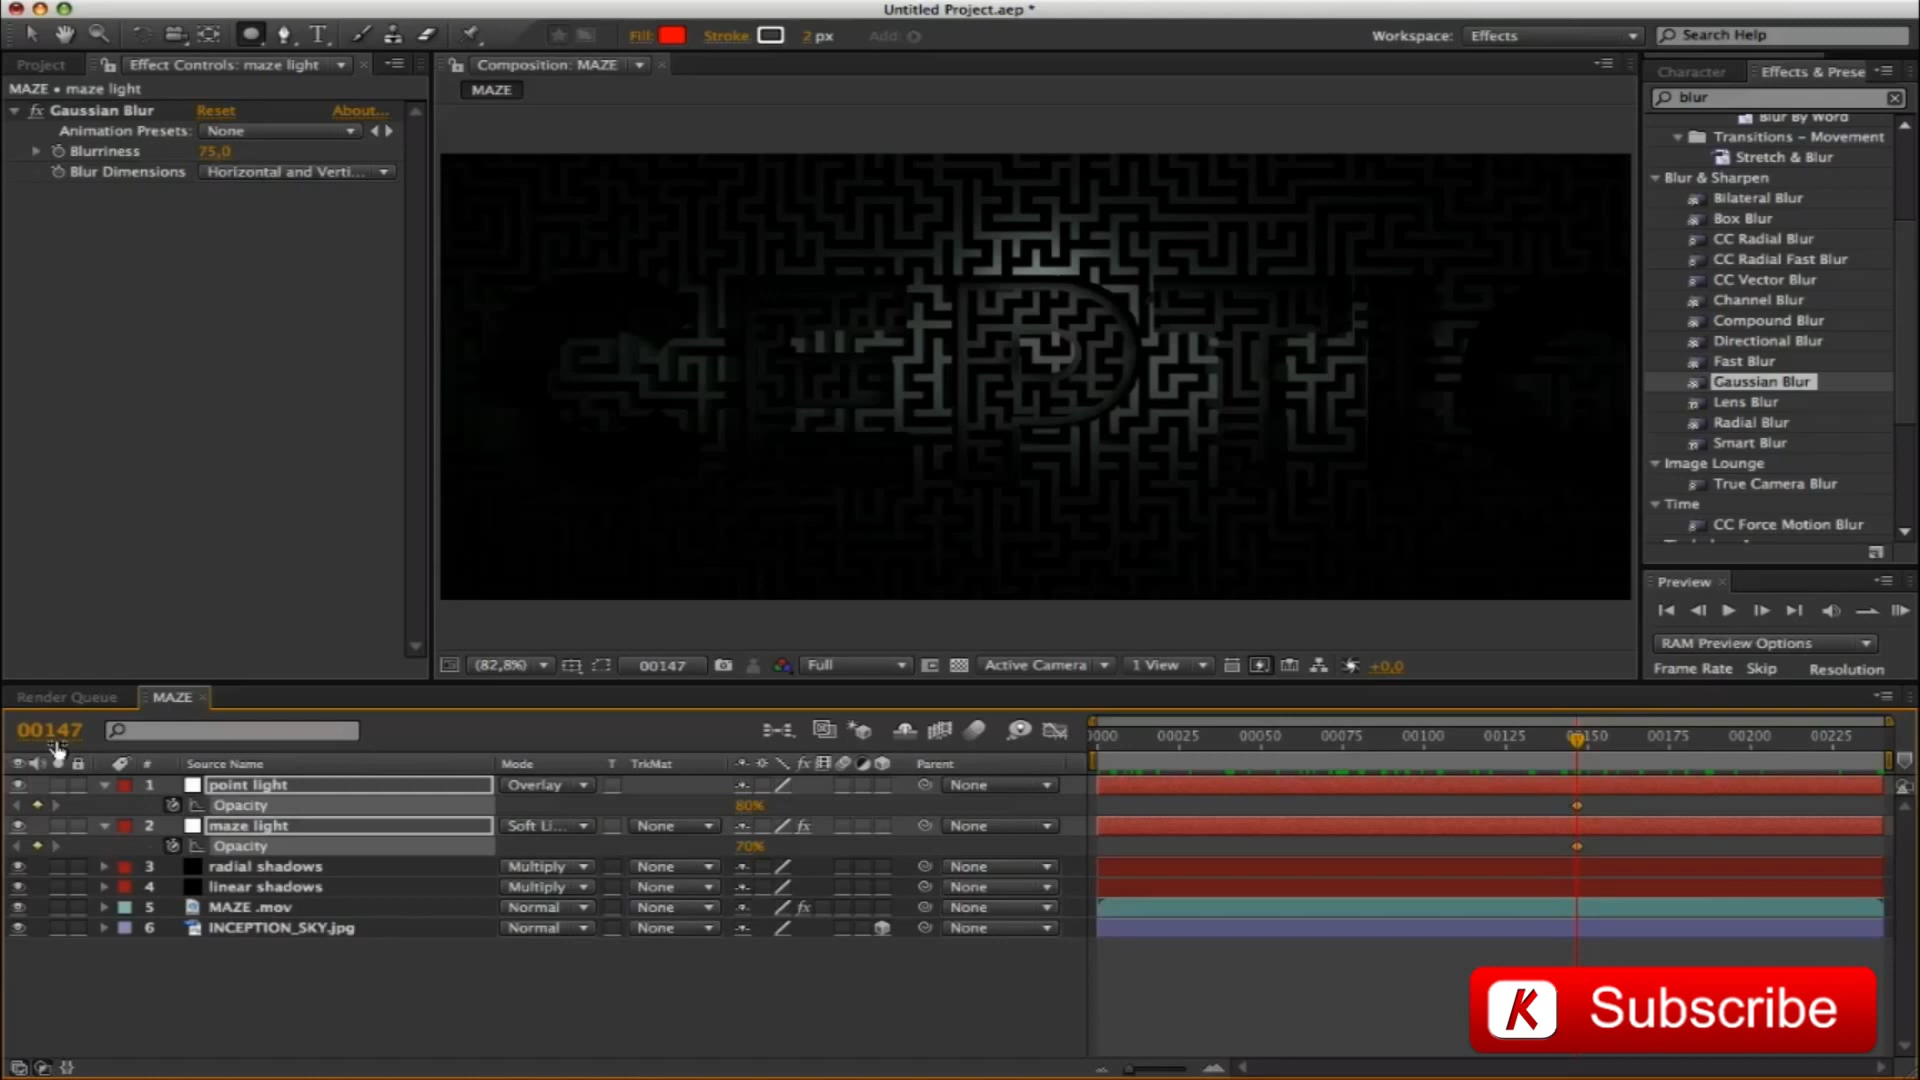 Untitled Project.aep *
Fill: Stroke: 2 px Add: Workspace: Effects Search Help
Project Effect Controls: maze light Composition: MAZE Character Effects & Prese
MAZE • maze light MAZE blur
fx Gaussian Blur Reset About...
Animation Presets: None
Blurriness 75,0
Blur Dimensions Horizontal and Verti...
Blur By Word
Transitions – Movement
Stretch & Blur
Blur & Sharpen
Bilateral Blur
Box Blur
CC Radial Blur
CC Radial Fast Blur
CC Vector Blur
Channel Blur
Compound Blur
Directional Blur
Fast Blur
Gaussian Blur
Lens Blur
Radial Blur
Smart Blur
Image Lounge
True Camera Blur
Time
CC Force Motion Blur
Preview
RAM Preview Options
Frame Rate Skip Resolution
(82,8%) 00147 Full Active Camera 1 View +0,0
Render Queue MAZE
00147
0000 00025 00050 00075 00100 00125 00150 00175 00200 00225
# Source Name Mode T TrkMat fx Parent
1 point light Overlay None
Opacity 80%
2 maze light Soft Li... None fx None
Opacity 70%
3 radial shadows Multiply None None
4 linear shadows Multiply None None
5 MAZE .mov Normal None fx None
6 INCEPTION_SKY.jpg Normal None None
K Subscribe